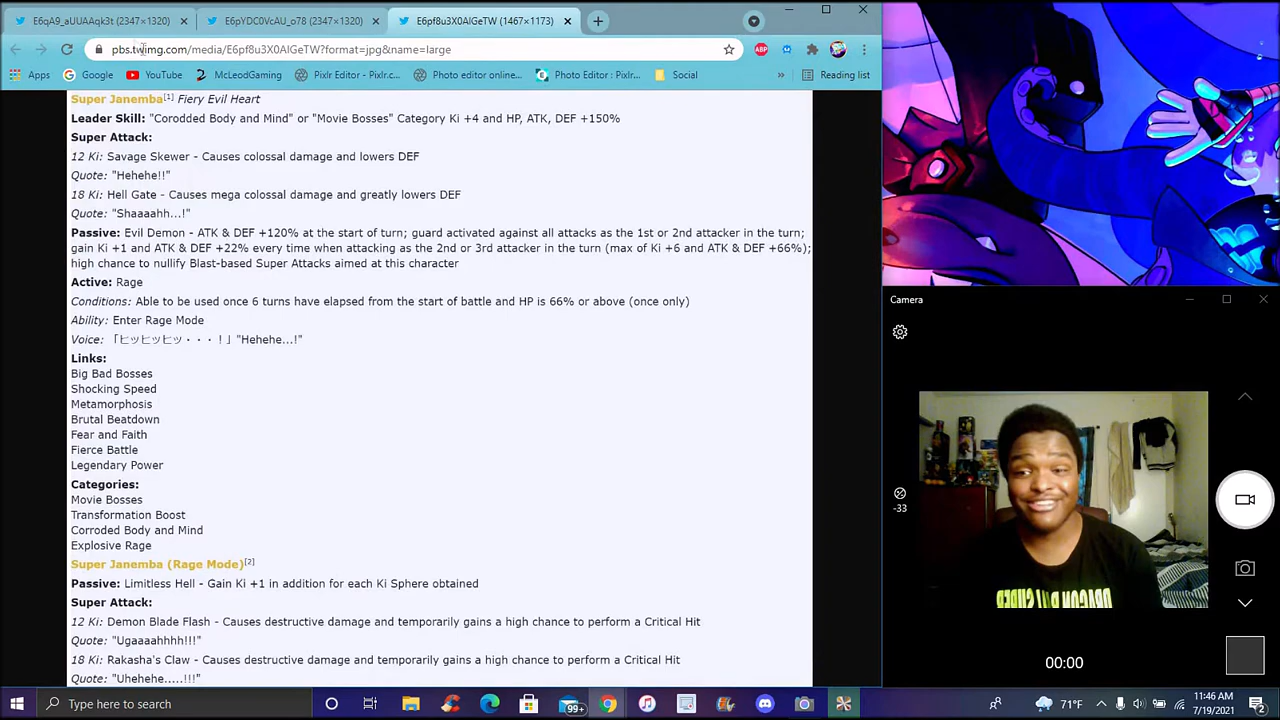 E6qA9_aUUAAqk3t (2347×1320)
E6pYDC0VcAU_o78 (2347×1320)
E6pf8u3X0AIGeTW (1467×1173)
pbs.twimg.com/media/E6pf8u3X0AIGeTW?format=jpg&name=large
ABP
Apps Google YouTube McLeodGaming Pixlr Editor - Pixlr.c... Photo editor online... Photo Editor : Pixlr... Social » Reading list
Super Janemba[1] Fiery Evil Heart
Leader Skill: "Corodded Body and Mind" or "Movie Bosses" Category Ki +4 and HP, ATK, DEF +150%
Super Attack:
12 Ki: Savage Skewer - Causes colossal damage and lowers DEF
Quote: "Hehehe!!"
18 Ki: Hell Gate - Causes mega colossal damage and greatly lowers DEF
Quote: "Shaaaahh...!"
Passive: Evil Demon - ATK & DEF +120% at the start of turn; guard activated against all attacks as the 1st or 2nd attacker in the turn;
gain Ki +1 and ATK & DEF +22% every time when attacking as the 2nd or 3rd attacker in the turn (max of Ki +6 and ATK & DEF +66%);
high chance to nullify Blast-based Super Attacks aimed at this character
Active: Rage
Conditions: Able to be used once 6 turns have elapsed from the start of battle and HP is 66% or above (once only)
Ability: Enter Rage Mode
Voice: 「ヒッヒッヒッ・・・！」"Hehehe...!"
Links:
Big Bad Bosses
Shocking Speed
Metamorphosis
Brutal Beatdown
Fear and Faith
Fierce Battle
Legendary Power
Categories:
Movie Bosses
Transformation Boost
Corroded Body and Mind
Explosive Rage
Super Janemba (Rage Mode)[2]
Passive: Limitless Hell - Gain Ki +1 in addition for each Ki Sphere obtained
Super Attack:
12 Ki: Demon Blade Flash - Causes destructive damage and temporarily gains a high chance to perform a Critical Hit
Quote: "Ugaaaahhhh!!!"
18 Ki: Rakasha's Claw - Causes destructive damage and temporarily gains a high chance to perform a Critical Hit
Quote: "Uhehehe.....!!!"
Camera
-33
DRAGON BALL SUPER
00:00
Type here to search
99+
71°F
11:46 AM
7/19/2021
2